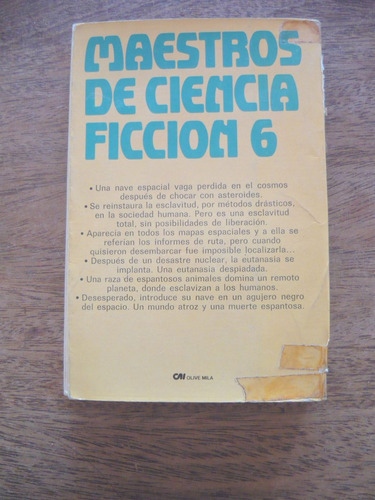 MAESTROS
DE CIENCIA
FICCION 6
• Una nave espacial vaga perdida en el cosmos
después de chocar con asteroides.
• Se reinstaura la esclavitud, por métodos drásticos,
en la sociedad humana. Pero es una esclavitud
total, sin posibilidades de liberación.
• Aparecía en todos los mapas espaciales y a ella se
referían los informes de ruta, pero cuando
quisieron desembarcar fue imposible localizarla...
• Después de un desastre nuclear, la eutanasia se
implanta. Una eutanasia despiadada.
• Una raza de espantosos animales domina un remoto
planeta, donde esclavizan a los humanos.
• Desesperado, introduce su nave en un agujero negro
del espacio. Un mundo atroz y una muerte espantosa.
OLIVE MILA